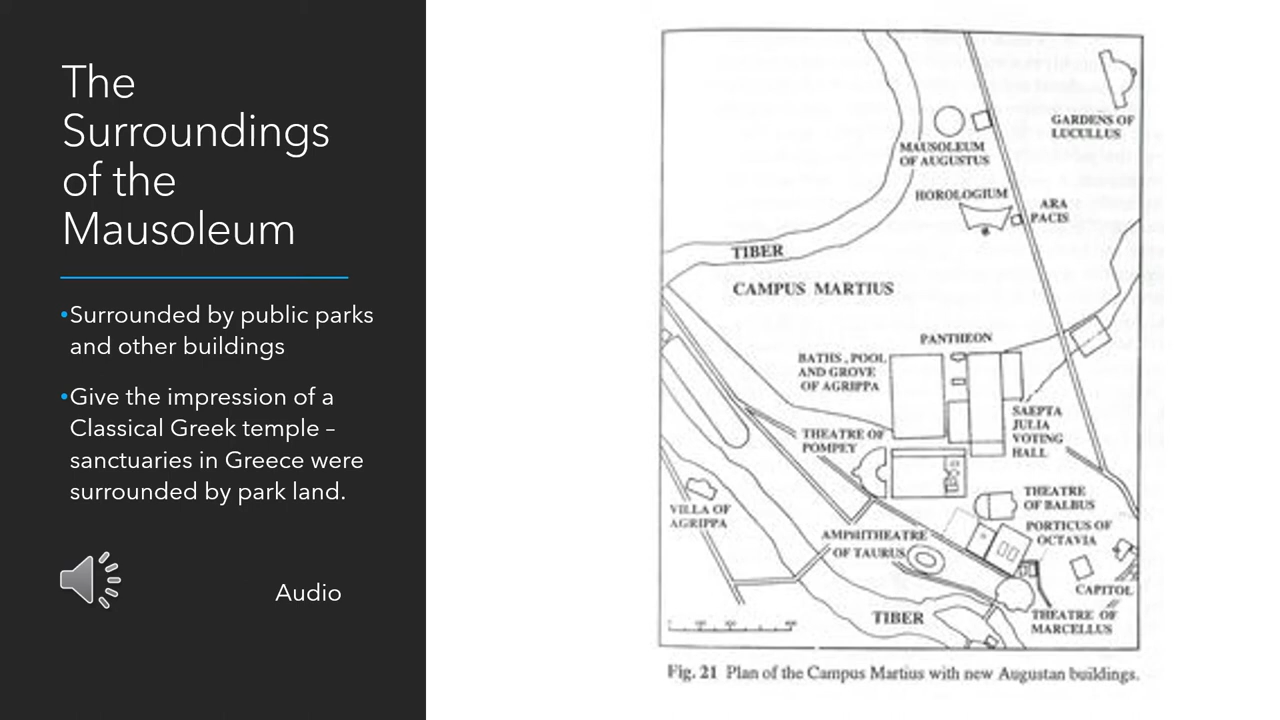 The
Surroundings
of the
Mausoleum
•Surrounded by public parks
and other buildings
•Give the impression of a
Classical Greek temple –
sanctuaries in Greece were
surrounded by park land.
Audio
GARDENS OF
LUCULLUS
MAUSOLEUM
OF AUGUSTUS
HOROLOGIUM
ARA
PACIS
TIBER
CAMPUS MARTIUS
PANTHEON
BATHS, POOL
AND GROVE
OF AGRIPPA
SAEPTA
JULIA
VOTING
HALL
THEATRE OF
POMPEY
VILLA OF
AGRIPPA
THEATRE
OF BALBUS
PORTICUS OF
OCTAVIA
AMPHITHEATRE
OF TAURUS
CAPITOL
THEATRE OF
MARCELLUS
TIBER
Fig. 21 Plan of the Campus Martius with new Augustan buildings.